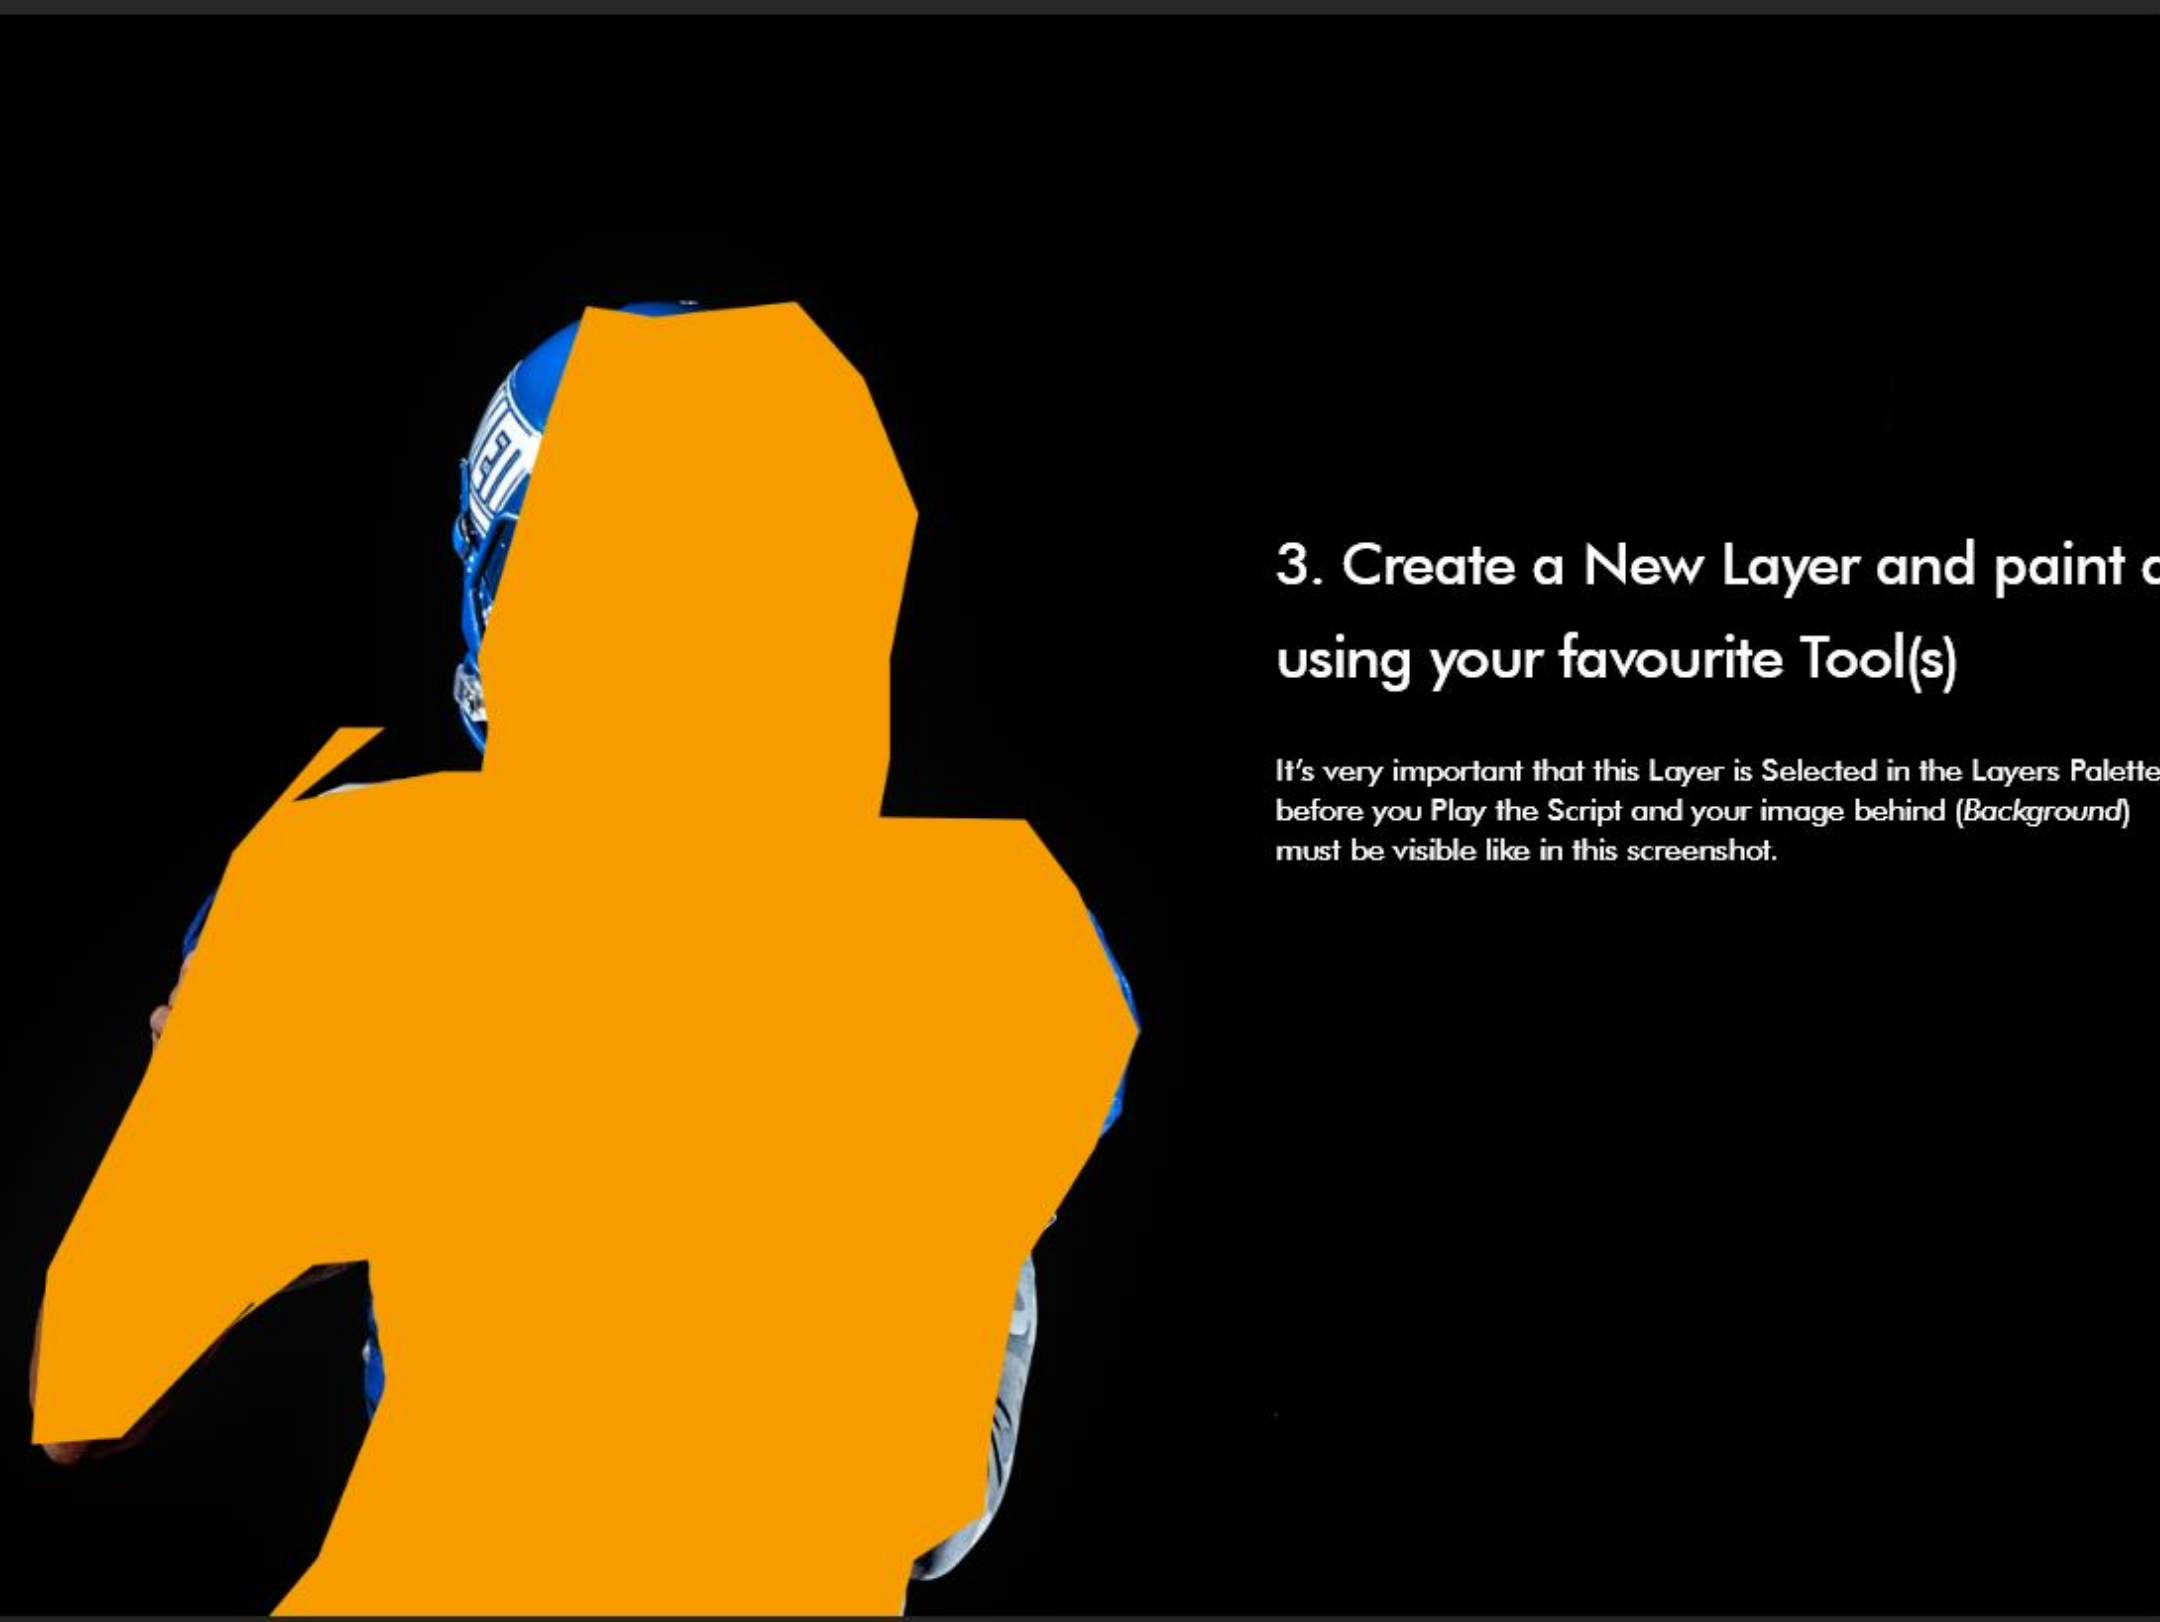 3. Create a New Layer and paint
using your favourite Tool(s)
It's very important that this Layer is Selected in the Layers Palette
before you Play the Script and your image behind (Background)
must be visible like in this screenshot.